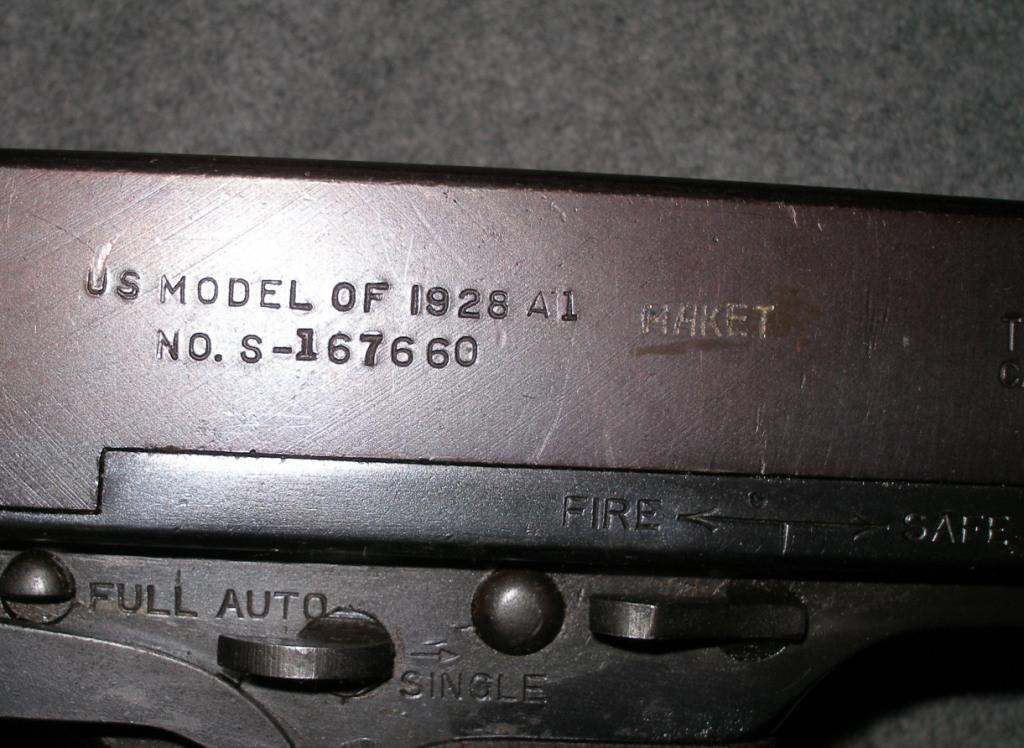 US MODEL OF 1928 A1
NO. S-167660
MAKET
FIRE SAFE
FULL AUTO
SINGLE